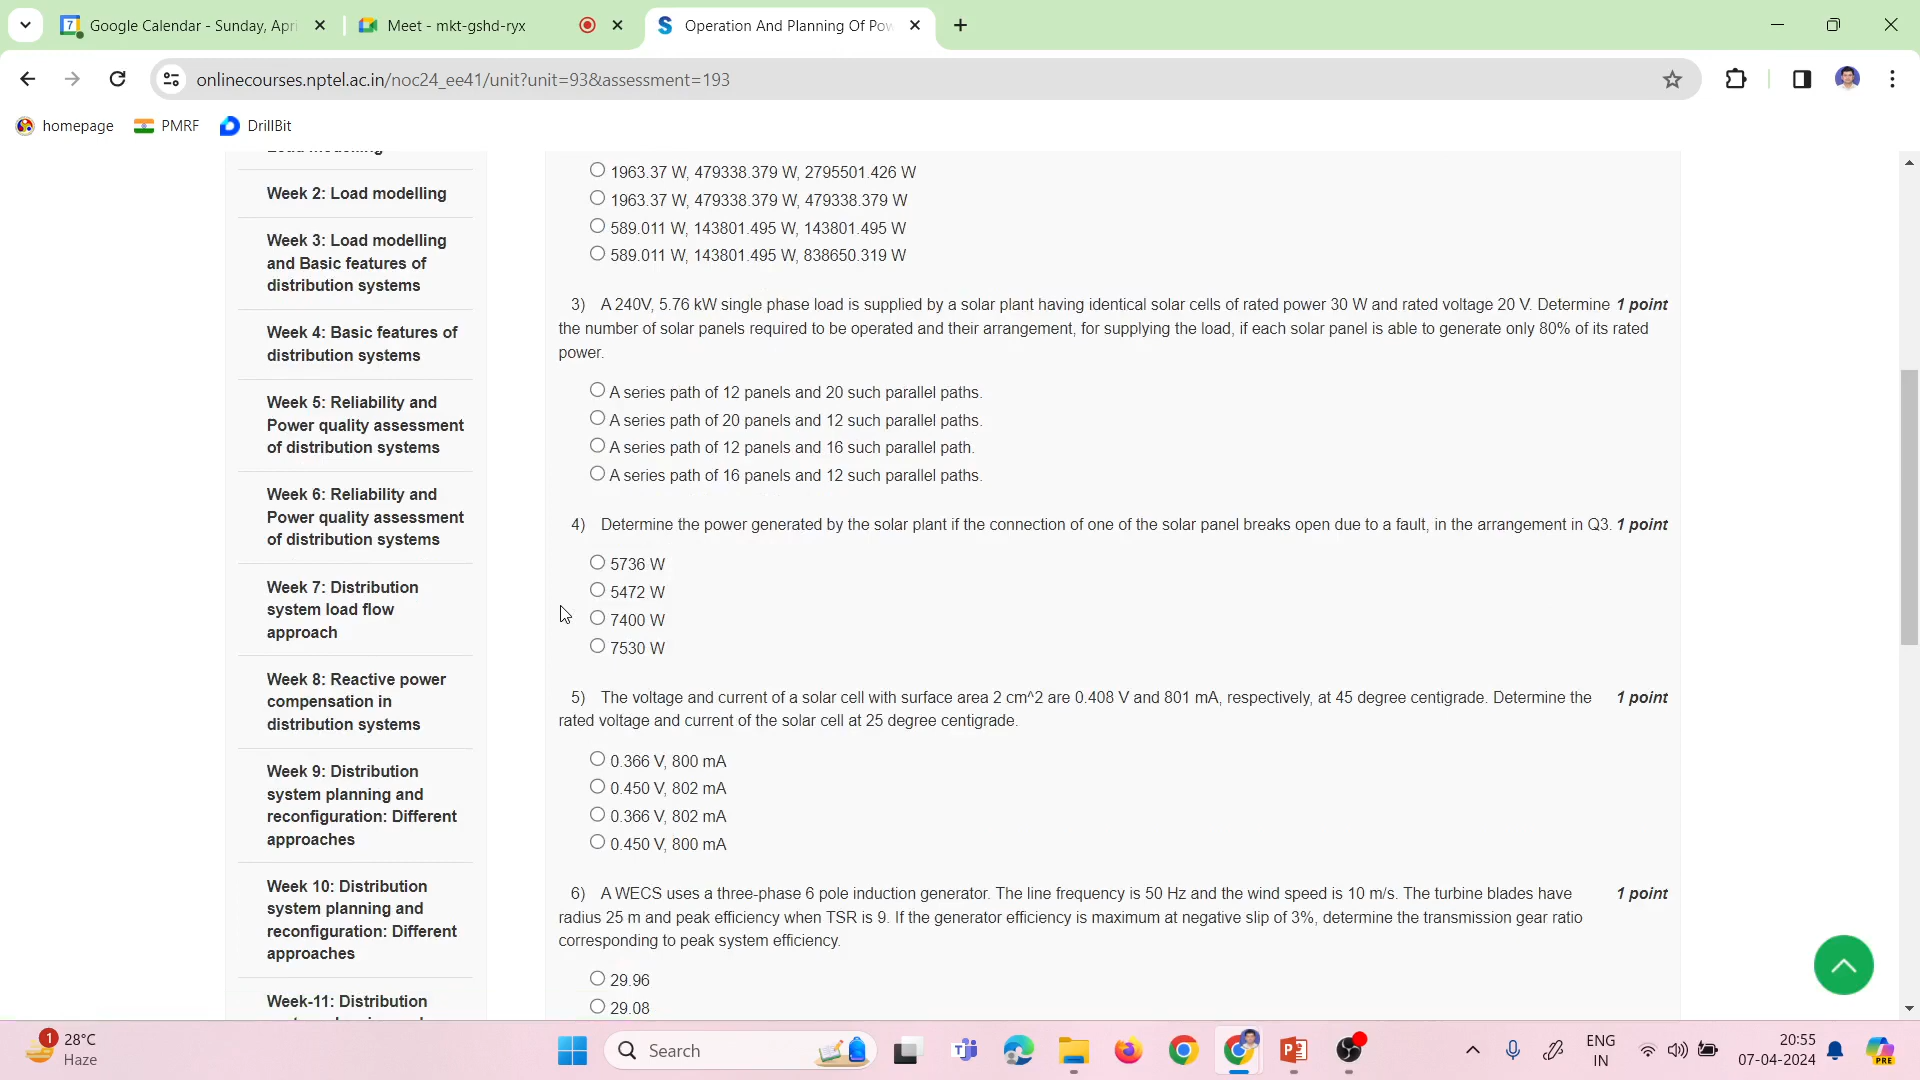 Google Calendar - Sunday, Apri
Meet - mkt-gshd-ryx
Operation And Planning Of Pow
onlinecourses.nptel.ac.in/noc24_ee41/unit?unit=93&assessment=193
homepage
PMRF
DrillBit
Week 2: Load modelling
Week 3: Load modelling
and Basic features of
distribution systems
Week 4: Basic features of
distribution systems
Week 5: Reliability and
Power quality assessment
of distribution systems
Week 6: Reliability and
Power quality assessment
of distribution systems
Week 7: Distribution
system load flow
approach
Week 8: Reactive power
compensation in
distribution systems
Week 9: Distribution
system planning and
reconfiguration: Different
approaches
Week 10: Distribution
system planning and
reconfiguration: Different
approaches
Week-11: Distribution
1963.37 W, 479338.379 W, 2795501.426 W
1963.37 W, 479338.379 W, 479338.379 W
589.011 W, 143801.495 W, 143801.495 W
589.011 W, 143801.495 W, 838650.319 W
3) A 240V, 5.76 kW single phase load is supplied by a solar plant having identical solar cells of rated power 30 W and rated voltage 20 V. Determine 1 point
the number of solar panels required to be operated and their arrangement, for supplying the load, if each solar panel is able to generate only 80% of its rated
power.
A series path of 12 panels and 20 such parallel paths.
A series path of 20 panels and 12 such parallel paths.
A series path of 12 panels and 16 such parallel path.
A series path of 16 panels and 12 such parallel paths.
4) Determine the power generated by the solar plant if the connection of one of the solar panel breaks open due to a fault, in the arrangement in Q3. 1 point
5736 W
5472 W
7400 W
7530 W
5) The voltage and current of a solar cell with surface area 2 cm^2 are 0.408 V and 801 mA, respectively, at 45 degree centigrade. Determine the 1 point
rated voltage and current of the solar cell at 25 degree centigrade.
0.366 V, 800 mA
0.450 V, 802 mA
0.366 V, 802 mA
0.450 V, 800 mA
6) A WECS uses a three-phase 6 pole induction generator. The line frequency is 50 Hz and the wind speed is 10 m/s. The turbine blades have 1 point
radius 25 m and peak efficiency when TSR is 9. If the generator efficiency is maximum at negative slip of 3%, determine the transmission gear ratio
corresponding to peak system efficiency.
29.96
29.08
1
28°C
Haze
Search
ENG
IN
20:55
07-04-2024
PRE